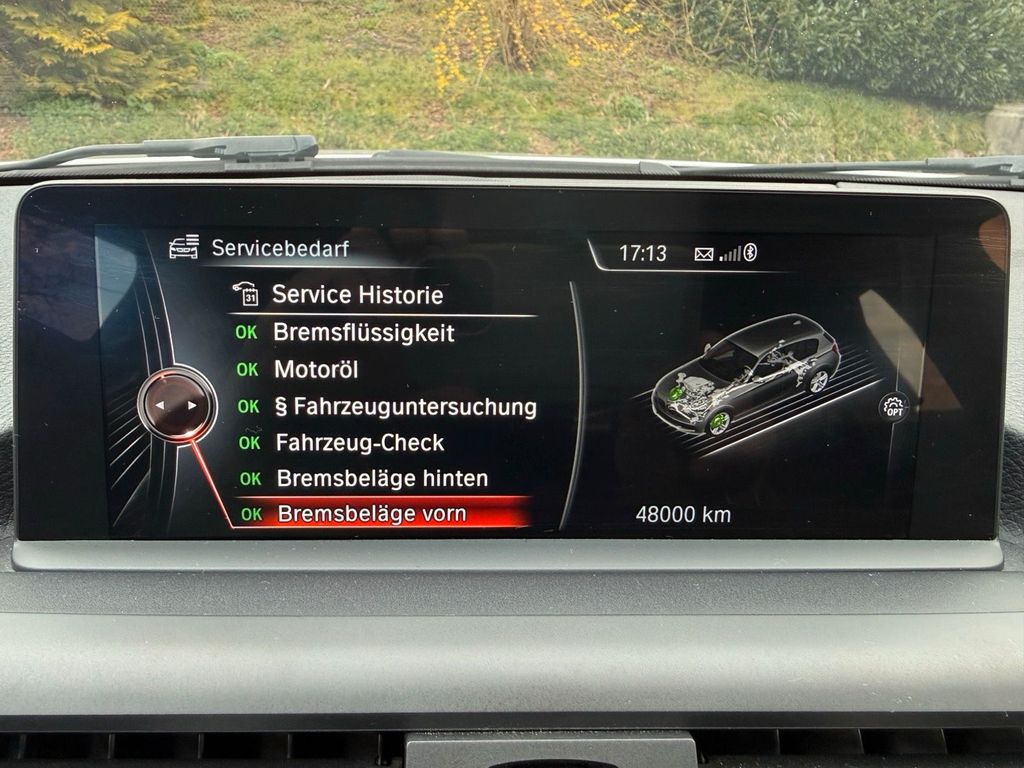 Servicebedarf
17:13
Service Historie
31
OK Bremsflüssigkeit
OK Motoröl
OK § Fahrzeuguntersuchung
OK Fahrzeug-Check
OK Bremsbeläge hinten
OK Bremsbeläge vorn
OPT
48000 km